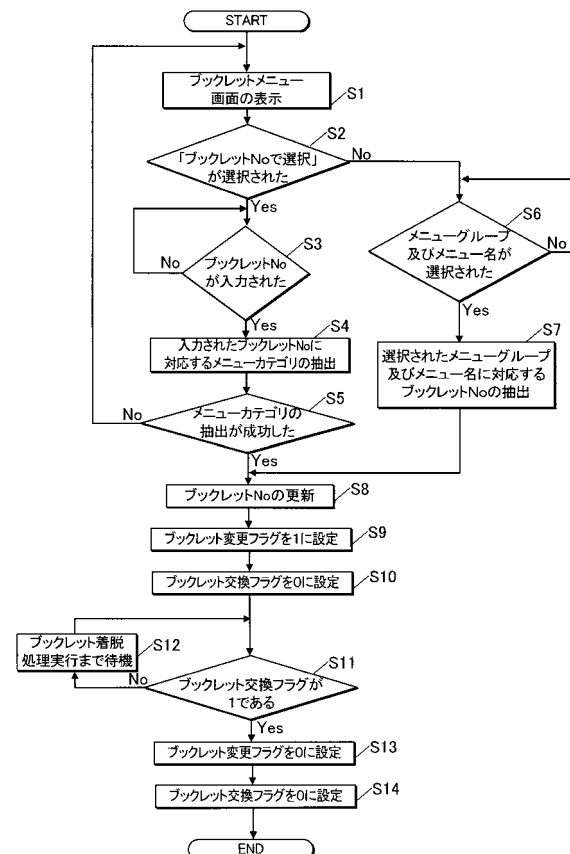 START
ブックレットメニュー
画面の表示
S1
S2
「ブックレットNoで選択」
が選択された
No
Yes
S3
ブックレットNo
が入力された
No
Yes
S4
入力されたブックレットNoに
対応するメニューカテゴリの抽出
S5
メニューカテゴリの
抽出が成功した
No
Yes
S6
メニューグループ
及びメニュー名が
選択された
No
Yes
S7
選択されたメニューグループ
及びメニュー名に対応する
ブックレットNoの抽出
ブックレットNoの更新
S8
ブックレット変更フラグを1に設定
S9
ブックレット交換フラグを0に設定
S10
ブックレット着脱
処理実行まで待機
S12
S11
ブックレット交換フラグが
1である
No
Yes
ブックレット変更フラグを0に設定
S13
ブックレット交換フラグを0に設定
S14
END